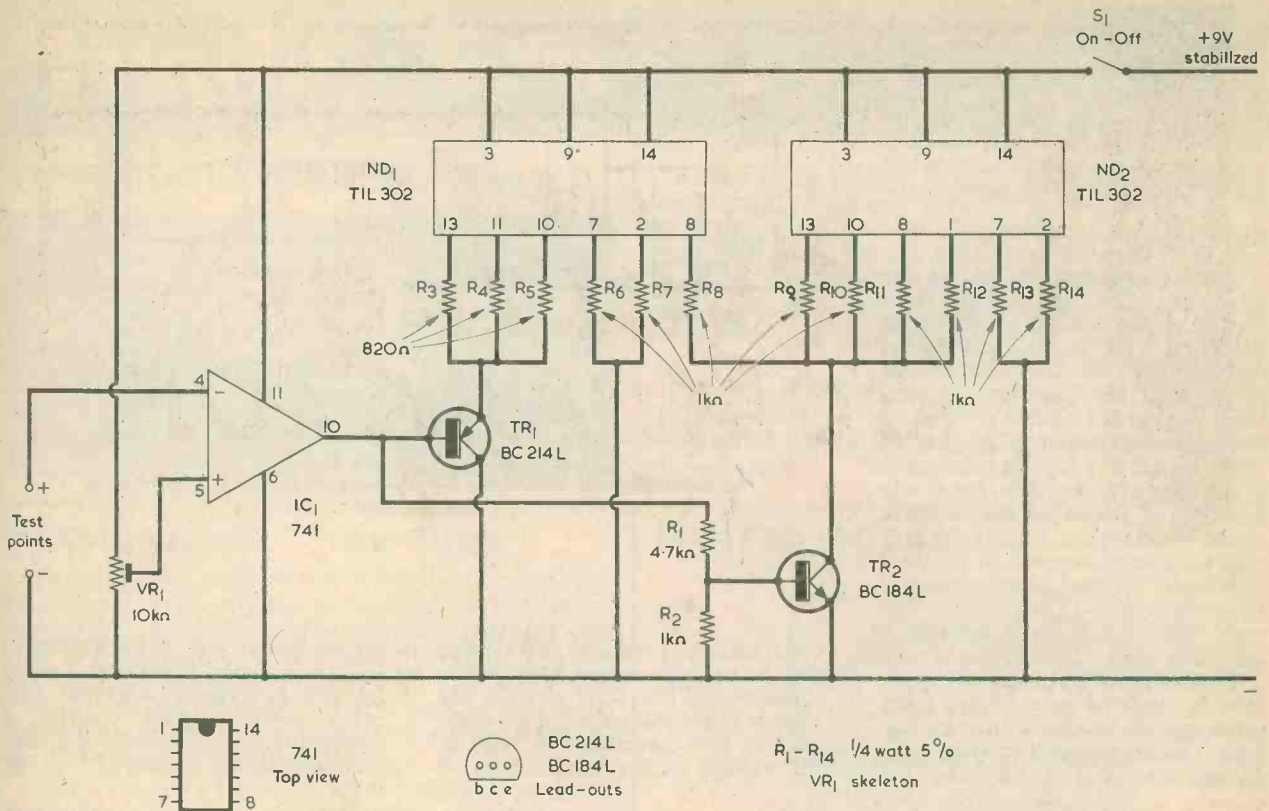 S1
On-Off
+9V
stabilized
3 9 14
ND1
TIL 302
13 11 10 7 2 8
3 9 14
ND2
TIL 302
13 10 8 1 7 2
R3 R4 R5 R6 R7 R8
R9 R10 R11 R12 R13 R14
820Ω
1kΩ
1kΩ
4
−
11
10
+
5
6
IC1
741
TR1
BC 214L
+
Test
points
−
VR1
10kΩ
R1
4·7kΩ
R2
1kΩ
TR2
BC 184L
−
1 14
7 8
741
Top view
BC 214L
BC 184L
b c e Lead-outs
R1 – R14 1/4 watt 5%
VR1 skeleton